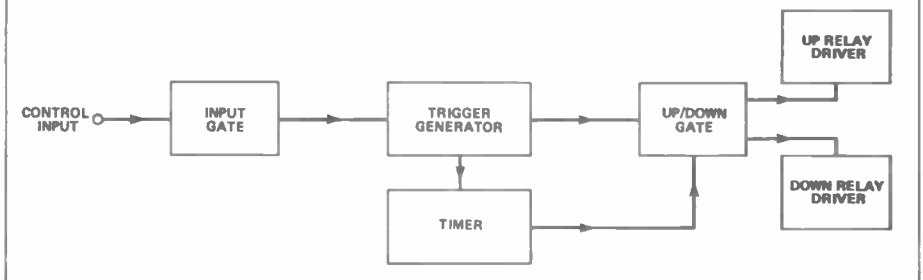 CONTROL
INPUT
INPUT
GATE
TRIGGER
GENERATOR
TIMER
UP/DOWN
GATE
UP RELAY
DRIVER
DOWN RELAY
DRIVER